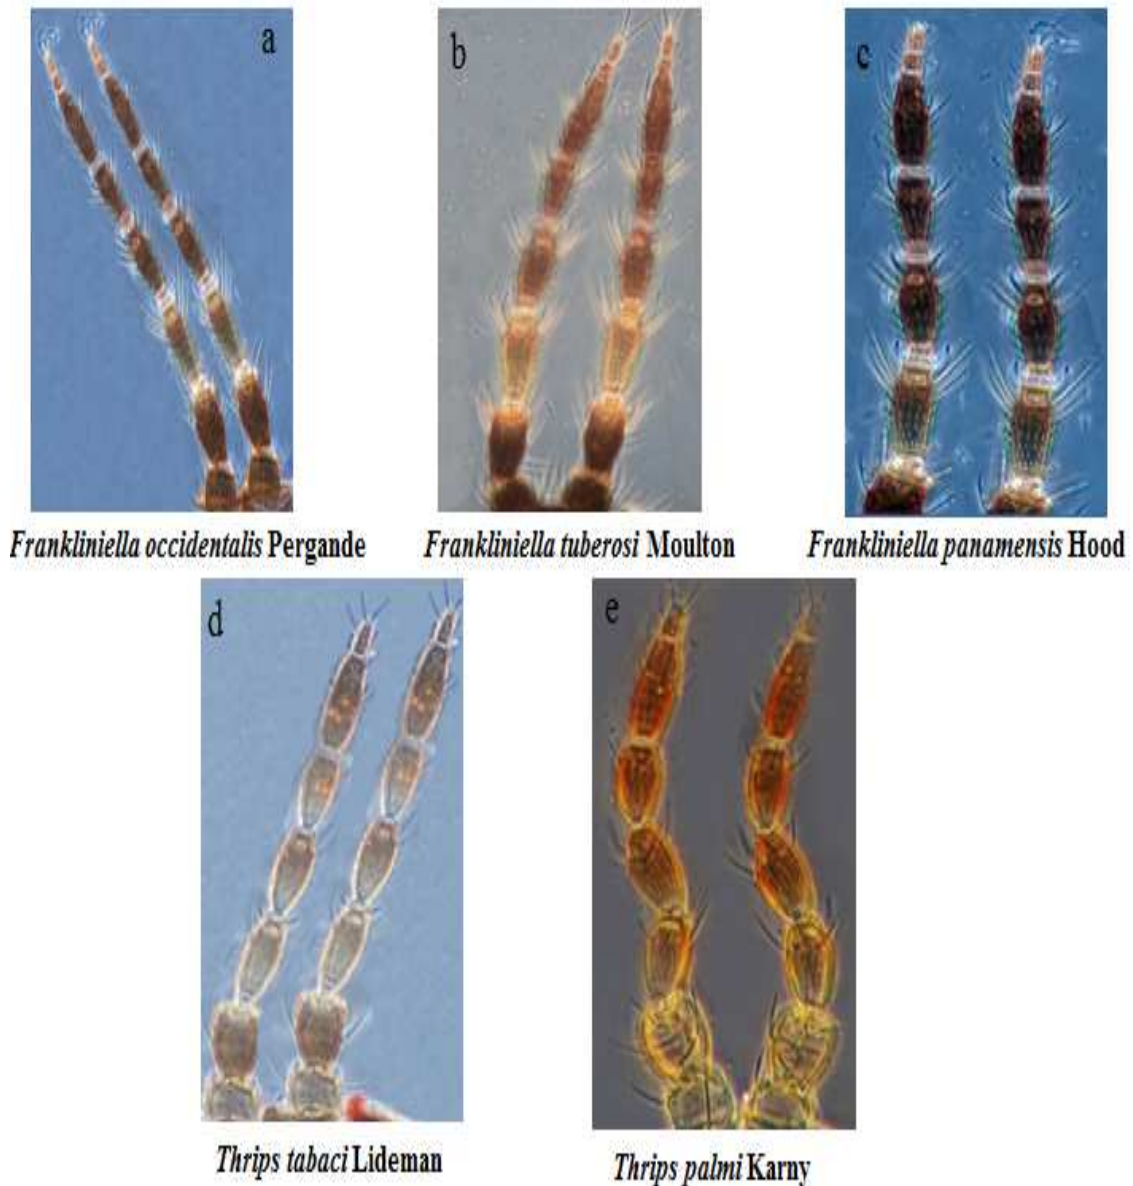 a
b
c
Frankliniella occidentalis Pergande
Frankliniella tuberosi Moulton
Frankliniella panamensis Hood
d
e
Thrips tabaci Lideman
Thrips palmi Karny